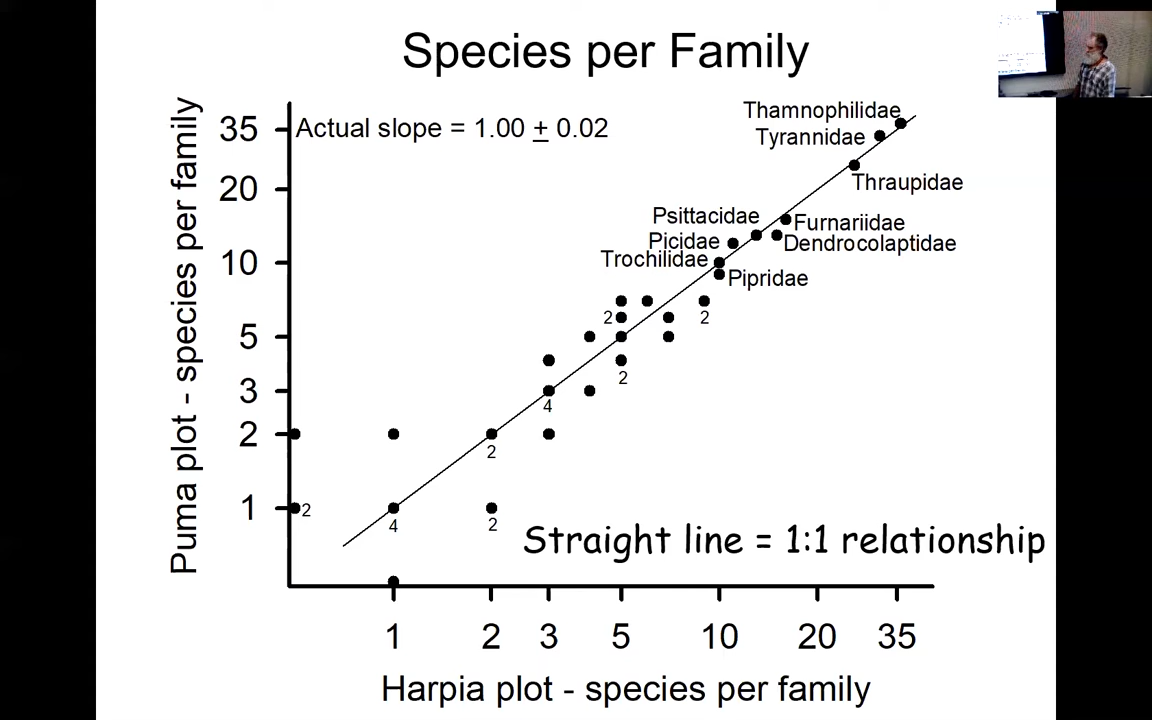 Species per Family
Actual slope = 1.00 ± 0.02
Thamnophilidae
Tyrannidae
Thraupidae
Psittacidae
Furnariidae
Picidae
Dendrocolaptidae
Trochilidae
Pipridae
35
20
10
5
3
2
1
Puma plot - species per family
2
2
2
4
2
2
4
2
Straight line = 1:1 relationship
1 2 3 5 10 20 35
Harpia plot - species per family